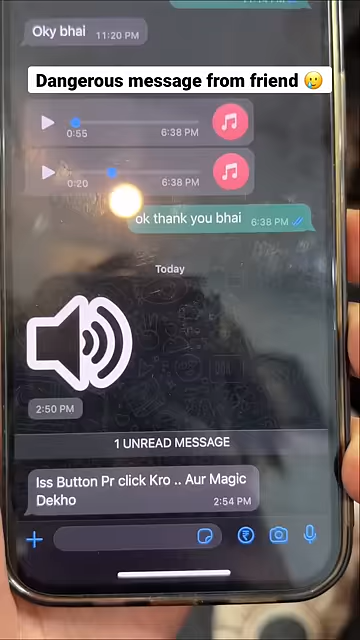 Oky bhai 11:20 PM
Dangerous message from friend 🥲
0:55 6:38 PM
0:20 6:38 PM
ok thank you bhai 6:38 PM
Today
2:50 PM
1 UNREAD MESSAGE
Iss Button Pr click Kro .. Aur Magic
Dekho 2:54 PM